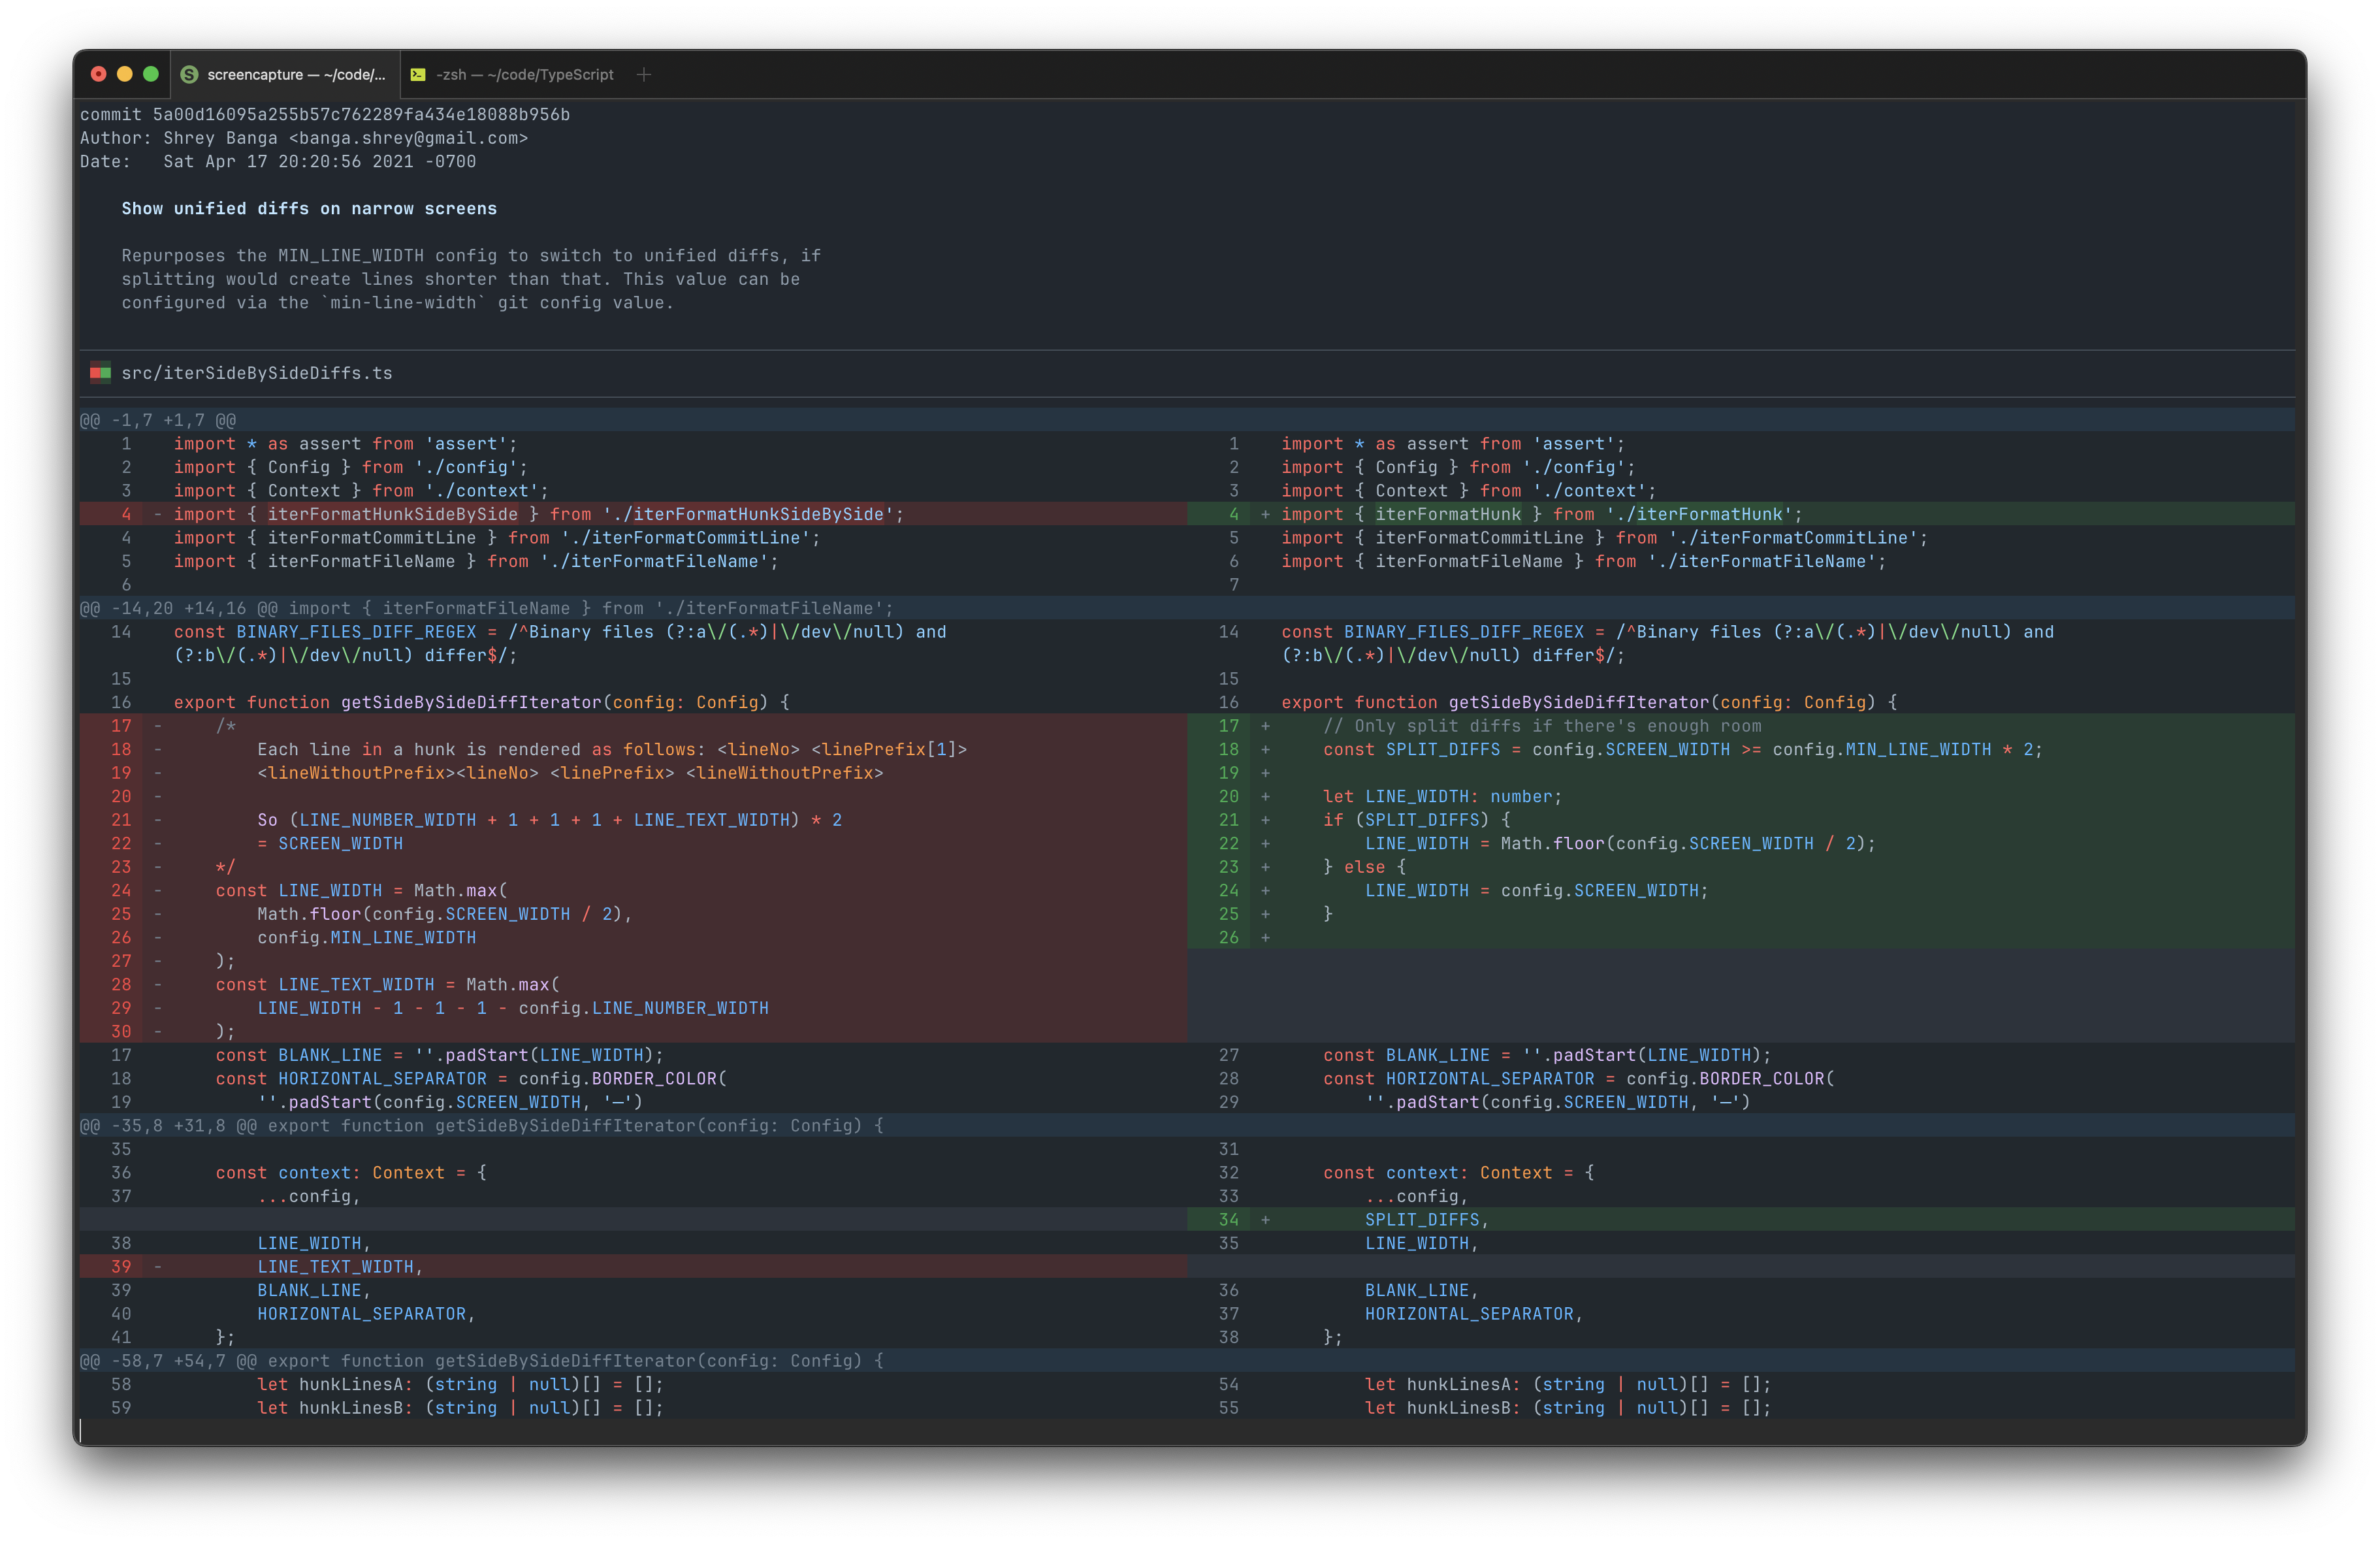 screencapture — ~/code/...
-zsh — ~/code/TypeScript
commit 5a00d16095a255b57c762289fa434e18088b956b
Author: Shrey Banga <banga.shrey@gmail.com>
Date:   Sat Apr 17 20:20:56 2021 -0700
Show unified diffs on narrow screens
Repurposes the MIN_LINE_WIDTH config to switch to unified diffs, if
splitting would create lines shorter than that. This value can be
configured via the `min-line-width` git config value.
src/iterSideBySideDiffs.ts
@@ -1,7 +1,7 @@
1    import * as assert from 'assert';    1    import * as assert from 'assert';
2    import { Config } from './config';    2    import { Config } from './config';
3    import { Context } from './context';    3    import { Context } from './context';
4  - import { iterFormatHunkSideBySide } from './iterFormatHunkSideBySide';    4  + import { iterFormatHunk } from './iterFormatHunk';
4    import { iterFormatCommitLine } from './iterFormatCommitLine';    5    import { iterFormatCommitLine } from './iterFormatCommitLine';
5    import { iterFormatFileName } from './iterFormatFileName';    6    import { iterFormatFileName } from './iterFormatFileName';
6    7
@@ -14,20 +14,16 @@ import { iterFormatFileName } from './iterFormatFileName';
14    const BINARY_FILES_DIFF_REGEX = /^Binary files (?:a\/(.*)|\/dev\/null) and    14    const BINARY_FILES_DIFF_REGEX = /^Binary files (?:a\/(.*)|\/dev\/null) and
(?:b\/(.*)|\/dev\/null) differ$/;    (?:b\/(.*)|\/dev\/null) differ$/;
15    15
16    export function getSideBySideDiffIterator(config: Config) {    16    export function getSideBySideDiffIterator(config: Config) {
17  -     /*    17  +     // Only split diffs if there's enough room
18  -         Each line in a hunk is rendered as follows: <lineNo> <linePrefix[1]>    18  +     const SPLIT_DIFFS = config.SCREEN_WIDTH >= config.MIN_LINE_WIDTH * 2;
19  -         <lineWithoutPrefix><lineNo> <linePrefix> <lineWithoutPrefix>    19  +
20  -    20  +     let LINE_WIDTH: number;
21  -         So (LINE_NUMBER_WIDTH + 1 + 1 + 1 + LINE_TEXT_WIDTH) * 2    21  +     if (SPLIT_DIFFS) {
22  -         = SCREEN_WIDTH    22  +         LINE_WIDTH = Math.floor(config.SCREEN_WIDTH / 2);
23  -     */    23  +     } else {
24  -     const LINE_WIDTH = Math.max(    24  +         LINE_WIDTH = config.SCREEN_WIDTH;
25  -         Math.floor(config.SCREEN_WIDTH / 2),    25  +     }
26  -         config.MIN_LINE_WIDTH    26  +
27  -     );
28  -     const LINE_TEXT_WIDTH = Math.max(
29  -         LINE_WIDTH - 1 - 1 - 1 - config.LINE_NUMBER_WIDTH
30  -     );
17        const BLANK_LINE = ''.padStart(LINE_WIDTH);    27        const BLANK_LINE = ''.padStart(LINE_WIDTH);
18        const HORIZONTAL_SEPARATOR = config.BORDER_COLOR(    28        const HORIZONTAL_SEPARATOR = config.BORDER_COLOR(
19            ''.padStart(config.SCREEN_WIDTH, '─')    29            ''.padStart(config.SCREEN_WIDTH, '─')
@@ -35,8 +31,8 @@ export function getSideBySideDiffIterator(config: Config) {
35    31
36        const context: Context = {    32        const context: Context = {
37            ...config,    33            ...config,
34  +         SPLIT_DIFFS,
38            LINE_WIDTH,    35            LINE_WIDTH,
39  -         LINE_TEXT_WIDTH,
39            BLANK_LINE,    36            BLANK_LINE,
40            HORIZONTAL_SEPARATOR,    37            HORIZONTAL_SEPARATOR,
41        };    38        };
@@ -58,7 +54,7 @@ export function getSideBySideDiffIterator(config: Config) {
58            let hunkLinesA: (string | null)[] = [];    54            let hunkLinesA: (string | null)[] = [];
59            let hunkLinesB: (string | null)[] = [];    55            let hunkLinesB: (string | null)[] = [];